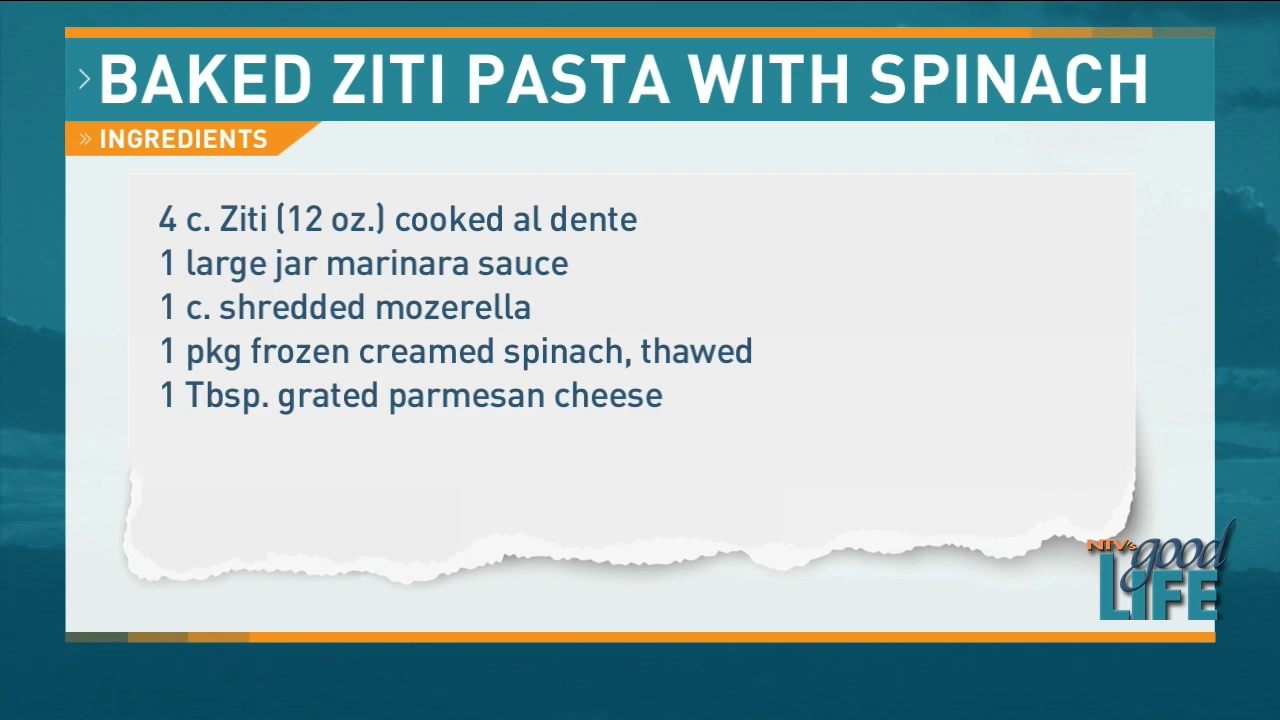 BAKED ZITI PASTA WITH SPINACH
INGREDIENTS
4 c. Ziti (12 oz.) cooked al dente
1 large jar marinara sauce
1 c. shredded mozerella
1 pkg frozen creamed spinach, thawed
1 Tbsp. grated parmesan cheese
NTV's good
LIFE